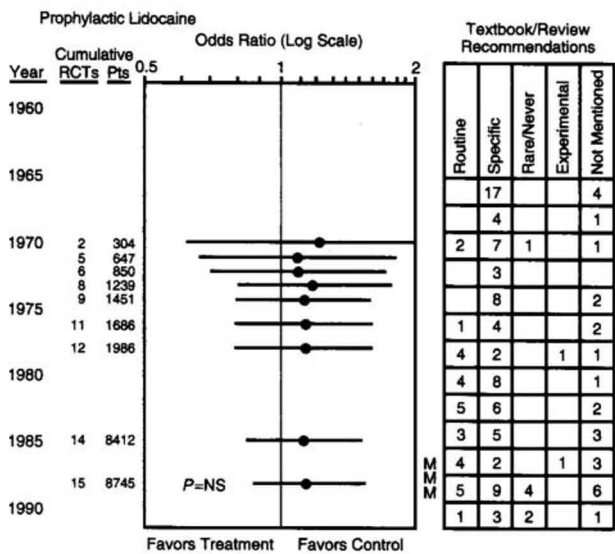 Prophylactic Lidocaine
Textbook/Review
Recommendations
Odds Ratio (Log Scale)
Cumulative
Year RCTs Pts
0.5 1 2
Routine
Specific
Rare/Never
Experimental
Not Mentioned
1960
1965
17 4
4 1
1970 2 304
2 7 1 1
5 647
6 850
3
8 1239
9 1451
8 2
1975
11 1686
1 4 2
12 1986
4 2 1 1
1980
4 8 1
5 6 2
1985 14 8412
3 5 3
M
4 2 1 3
M
15 8745 P=NS
M
5 9 4 6
1990
1 3 2 1
Favors Treatment Favors Control